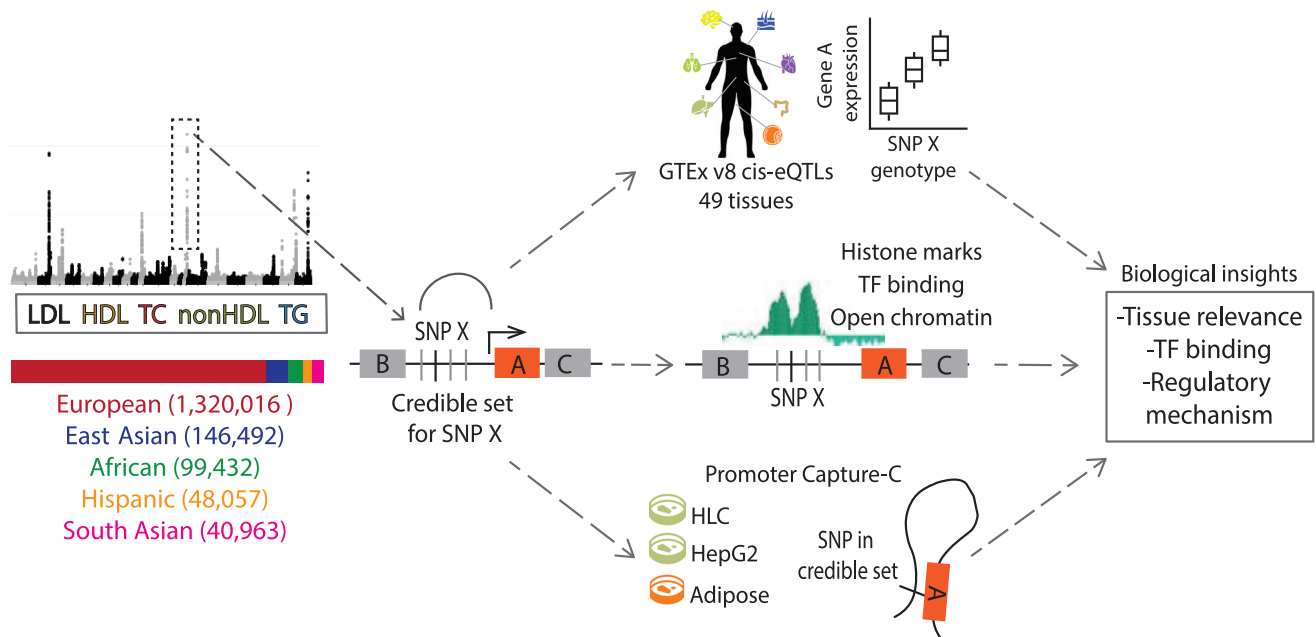 LDL HDL TC nonHDL TG
European (1,320,016 )
East Asian (146,492)
African (99,432)
Hispanic (48,057)
South Asian (40,963)
SNP X
B
A
C
Credible set
for SNP X
GTEx v8 cis-eQTLs
49 tissues
Gene A
expression
SNP X
genotype
Histone marks
TF binding
Open chromatin
B
A
C
SNP X
Promoter Capture-C
HLC
HepG2
Adipose
SNP in
credible set
A
Biological insights
-Tissue relevance
-TF binding
-Regulatory
mechanism